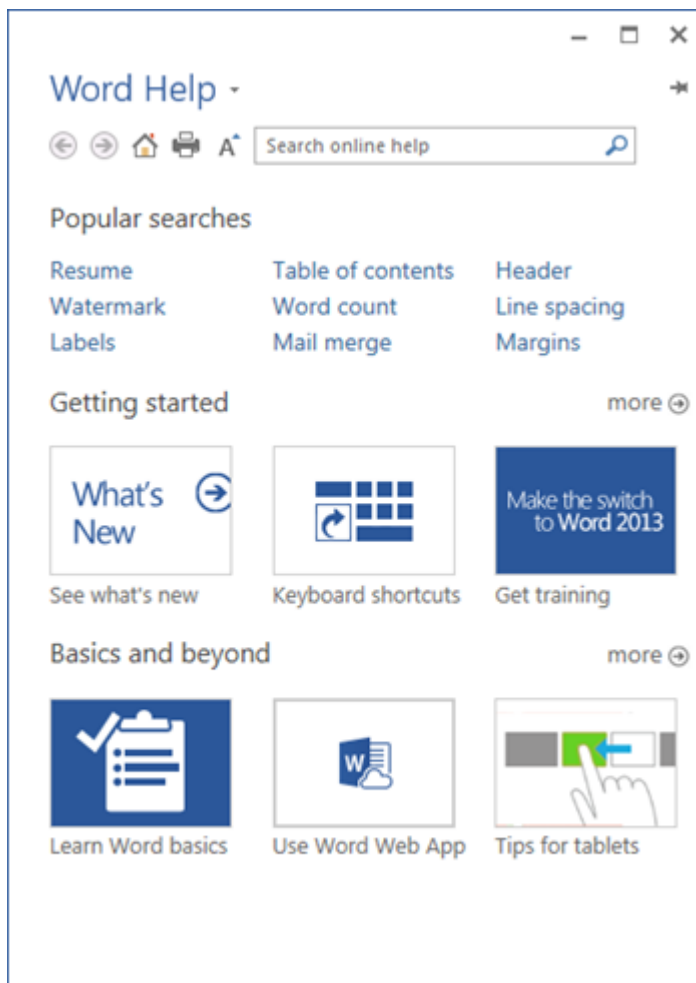 Word Help
A
Search online help
Popular searches
Resume Table of contents Header
Watermark Word count Line spacing
Labels Mail merge Margins
Getting started more
What's
New
Make the switch
to Word 2013
See what's new Keyboard shortcuts Get training
Basics and beyond more
W
Learn Word basics Use Word Web App Tips for tablets